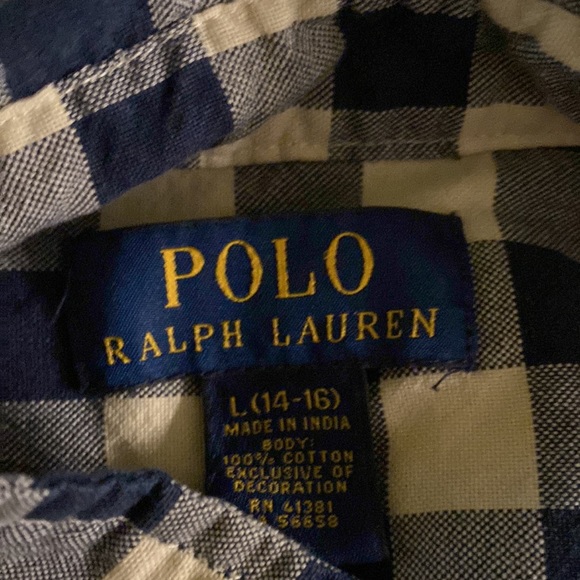 POLO
RALPH LAUREN
L (14-16)
MADE IN INDIA
BODY:
100% COTTON
EXCLUSIVE OF
DECORATION
RN 41381
56658